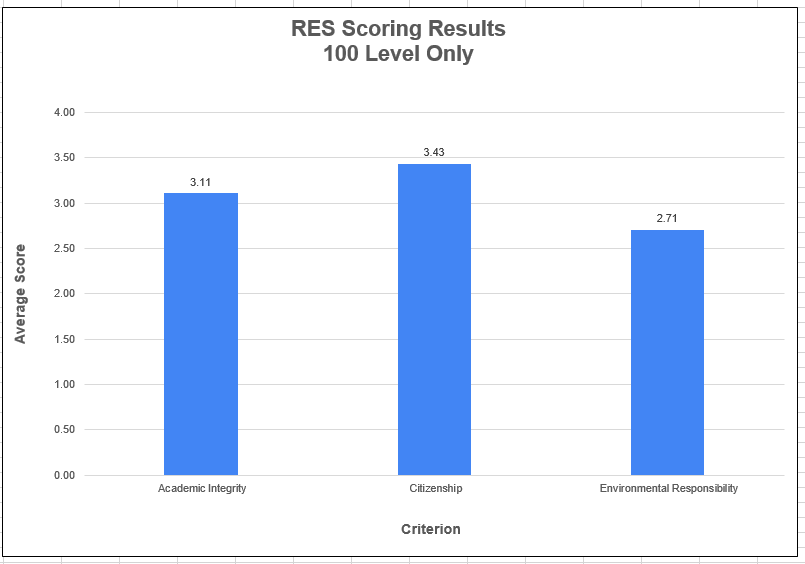 RES Scoring Results
100 Level Only
4.00
3.50
3.00
2.50
2.00
1.50
1.00
0.50
0.00
Average Score
3.11
3.43
2.71
Academic Integrity
Citizenship
Environmental Responsibility
Criterion